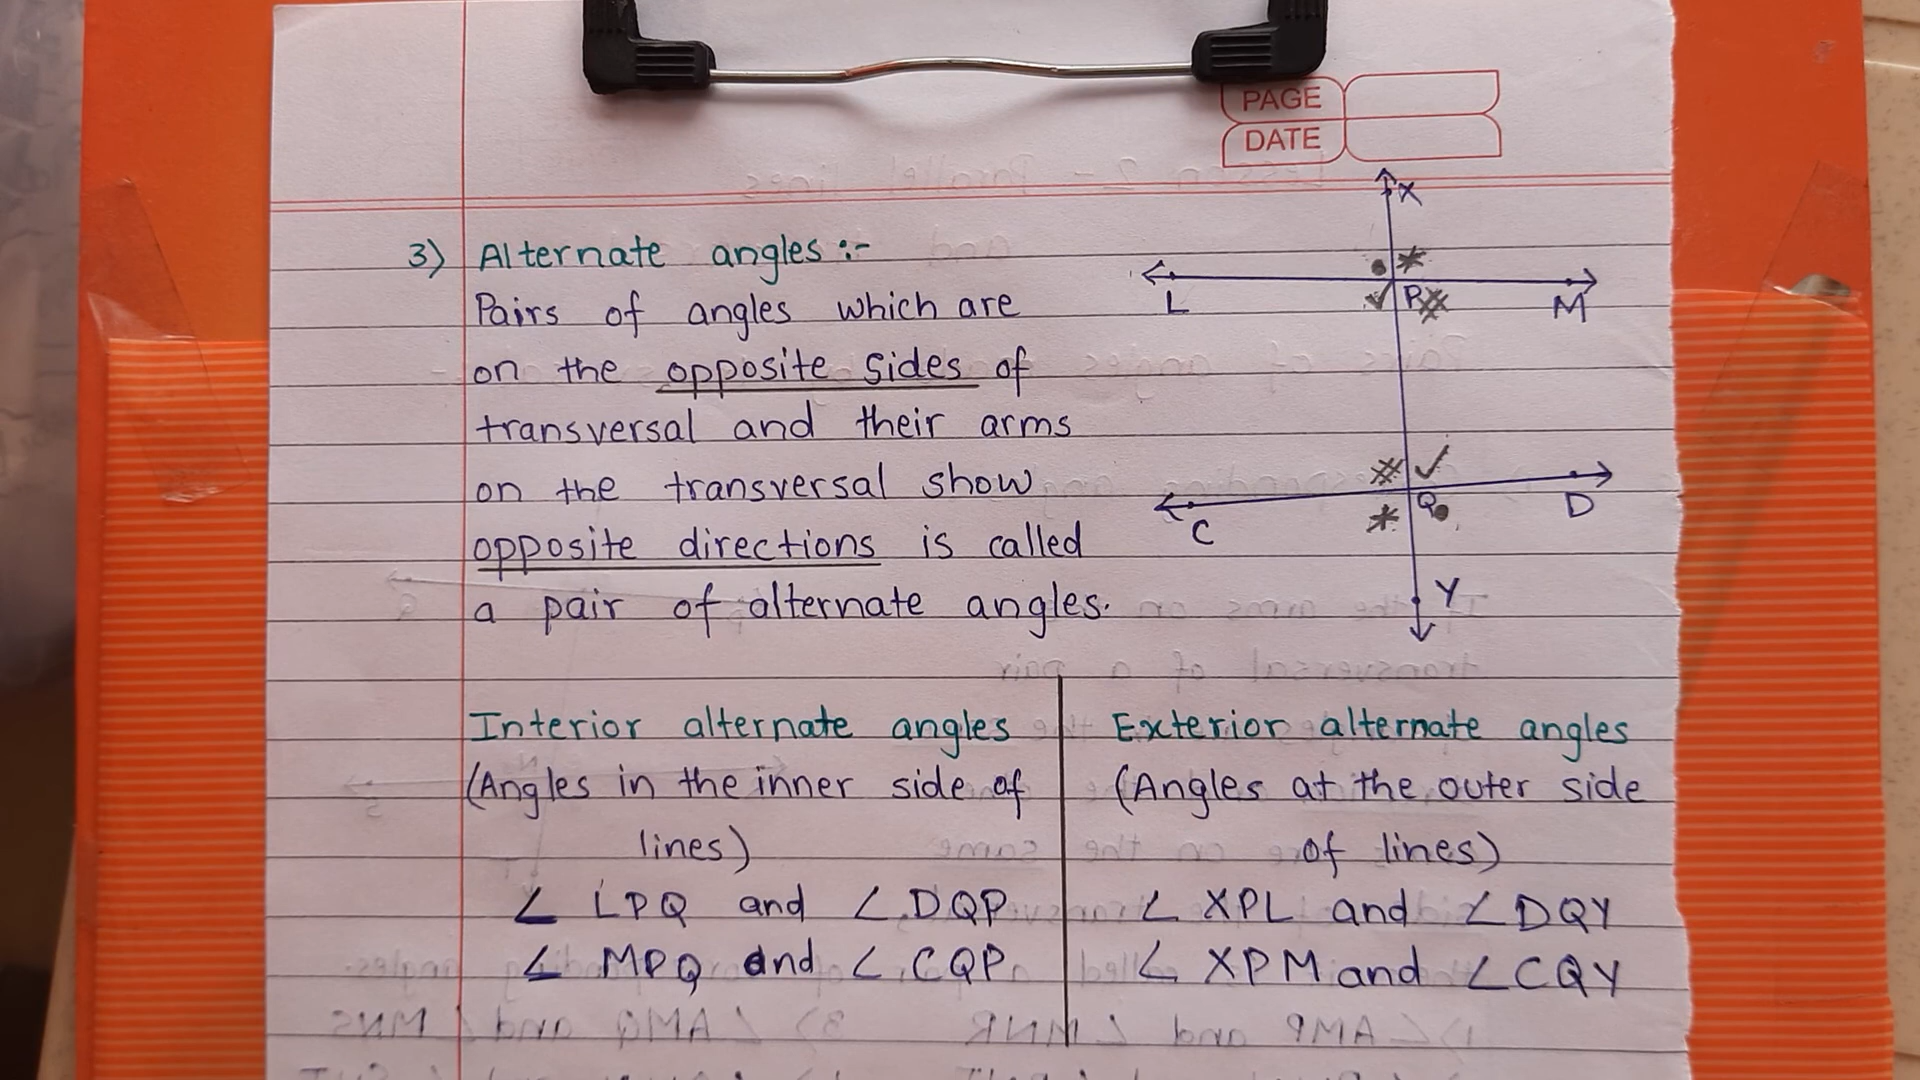 PAGE
DATE
X
3) Alternate angles :-
L P M
Pairs of angles which are
on the opposite sides of
transversal and their arms
on the transversal show
C Q D
opposite directions is called
Y
a pair of alternate angles.
Interior alternate angles
(Angles in the inner side of
lines)
∠ LPQ and ∠ DQP
∠ MPQ and ∠ CQP
Exterior alternate angles
(Angles at the outer side
of lines)
∠ XPL and ∠DQY
∠ XPM and ∠CQY